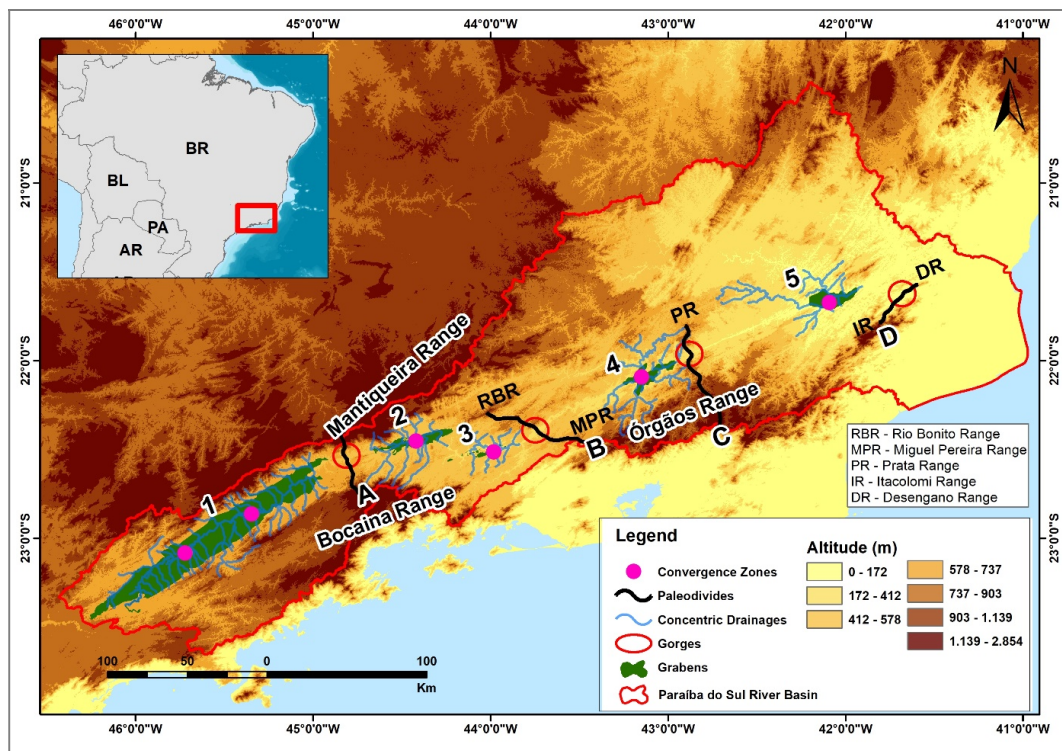 46°0'0"W 45°0'0"W 44°0'0"W 43°0'0"W 42°0'0"W 41°0'0"W
N
BR
BL
PA
AR
21°0'0"S
21°0'0"S
22°0'0"S
22°0'0"S
23°0'0"S
23°0'0"S
5
DR
IR
D
PR
4
Órgãos Range
C
Mantiqueira Range
RBR
MPR
B
2
3
1
A
Bocaina Range
RBR - Rio Bonito Range
MPR - Miguel Pereira Range
PR - Prata Range
IR - Itacolomi Range
DR - Desengano Range
Legend
Convergence Zones
Paleodivides
Concentric Drainages
Gorges
Grabens
Paraíba do Sul River Basin
Altitude (m)
0 - 172
172 - 412
412 - 578
578 - 737
737 - 903
903 - 1.139
1.139 - 2.854
100 50 0 100
Km
46°0'0"W 45°0'0"W 44°0'0"W 43°0'0"W 42°0'0"W 41°0'0"W